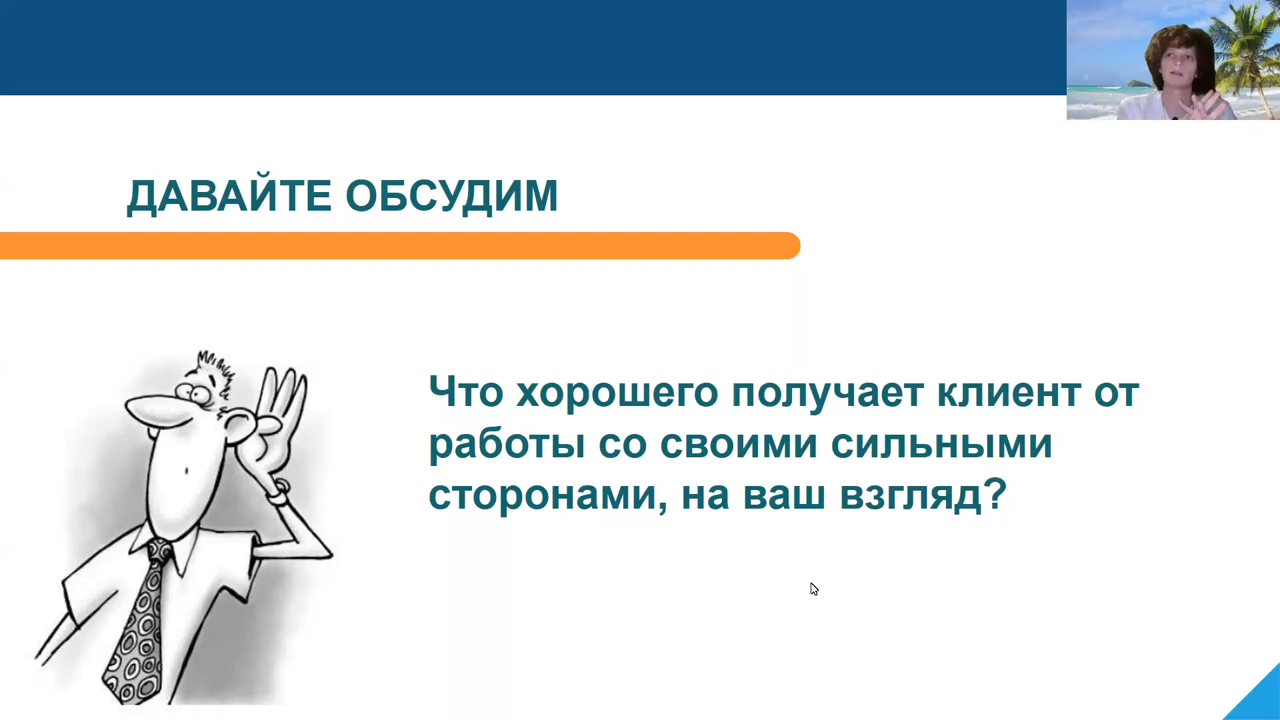 ДАВАЙТЕ ОБСУДИМ
Что хорошего получает клиент от
работы со своими сильными
сторонами, на ваш взгляд?